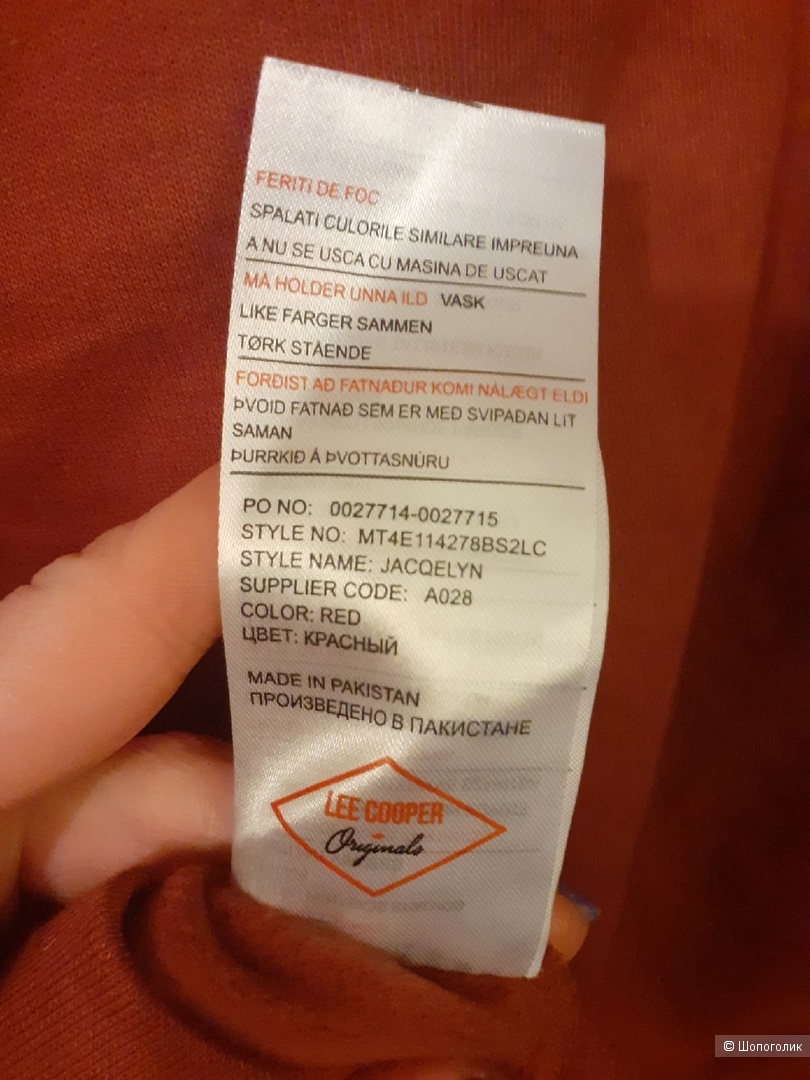 FERITI DE FOC
SPALATI CULORILE SIMILARE IMPREUNA
A NU SE USCA CU MASINA DE USCAT
MÅ HOLDER UNNA ILD VASK
LIKE FARGER SAMMEN
TØRK STÅENDE
FORÐIST AÐ FATNAÐUR KOMI NÁLÆGT ELDI
ÞVOID FATNAÐ SEM ER MEÐ SVIPAÐAN LIT
SAMAN
ÞURRKIÐ Á ÞVOTTASNÚRU
PO NO: 0027714-0027715
STYLE NO: MT4E114278BS2LC
STYLE NAME: JACQELYN
SUPPLIER CODE: A028
COLOR: RED
ЦВЕТ: КРАСНЫЙ
MADE IN PAKISTAN
ПРОИЗВЕДЕНО В ПАКИСТАНЕ
LEE COOPER
Originals
© Шопоголик